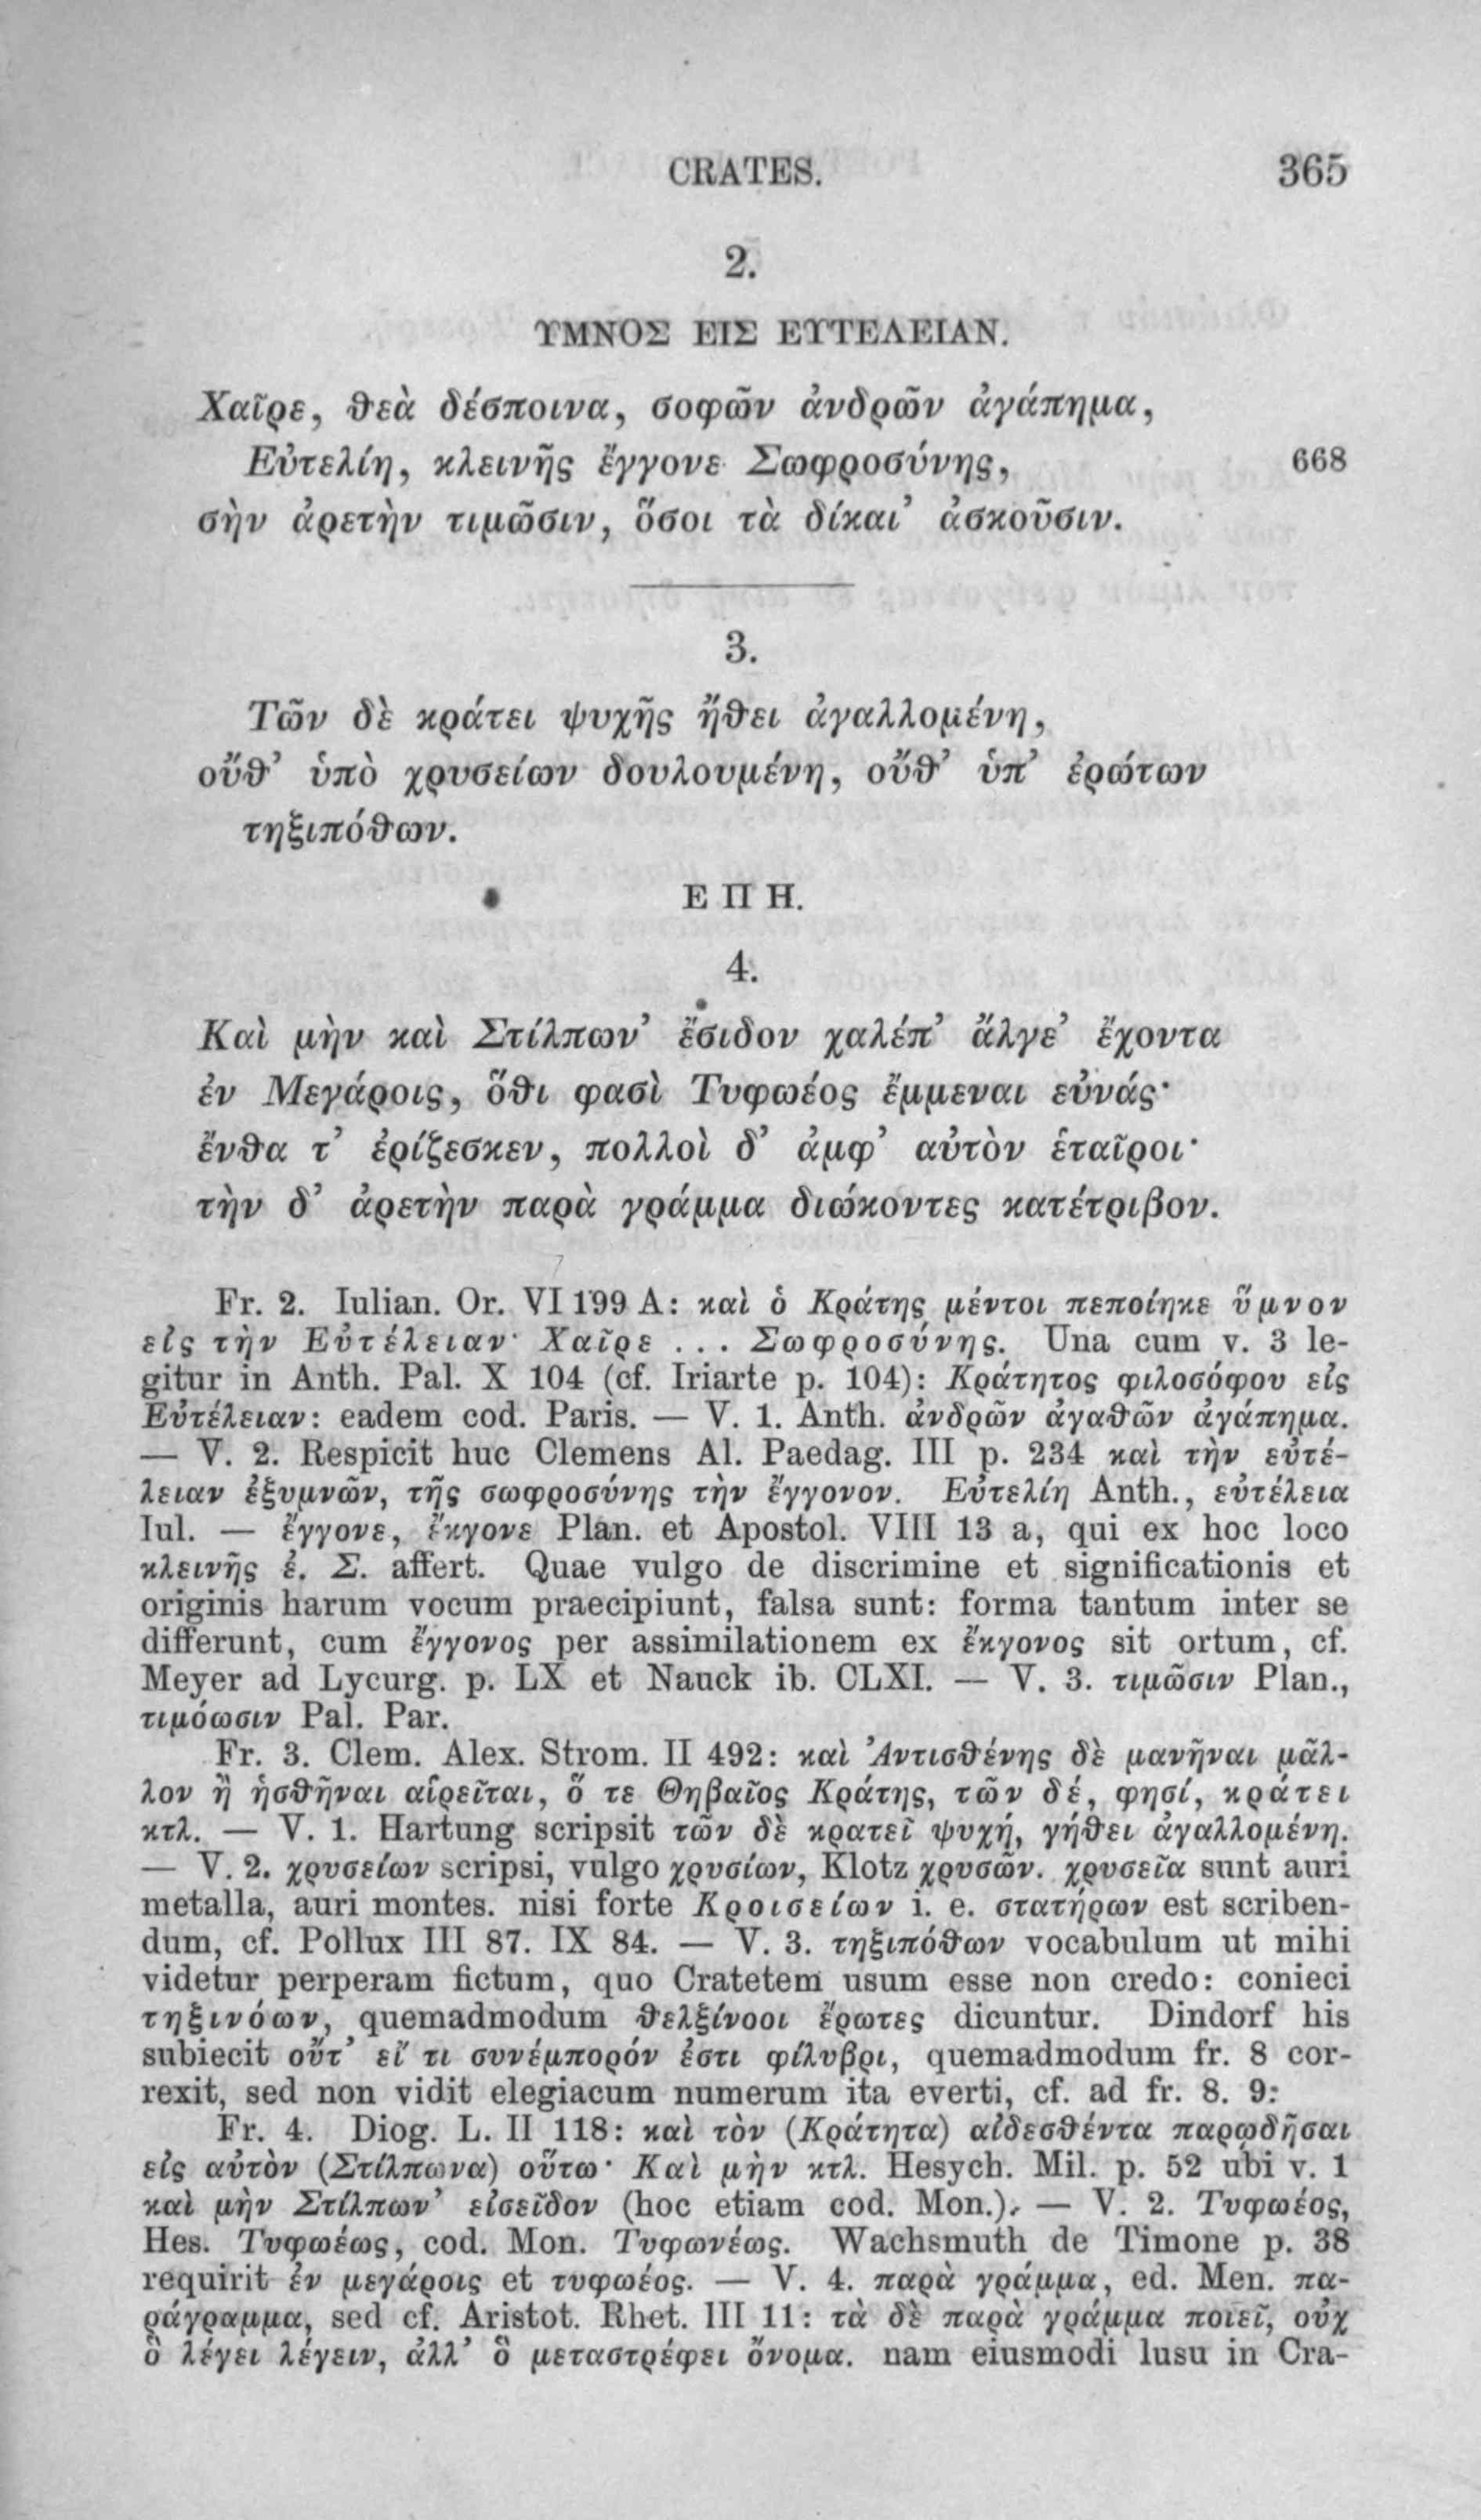 CRATES. 365
2.
ΥΜΝΟΣ ΕΙΣ ΕΥΤΕΛΕΙΑΝ.
Χαῖρε, θεὰ δέσποινα, σοφῶν ἀνδρῶν ἀγάπημα,
Εὐτελίη, κλεινῆς ἔγγονε Σωφροσύνης, 668
σὴν ἀρετὴν τιμῶσιν, ὅσοι τὰ δίκαι’ ἀσκοῦσιν.
3.
Τῶν δὲ κράτει ψυχῆς ἤθει ἀγαλλομένη,
οὔθ’ ὑπὸ χρυσείων δουλουμένη, οὔθ’ ὑπ’ ἐρώτων
τηξιπόθων.
ΕΠΗ.
4.
Καὶ μὴν καὶ Στίλπων’ ἔσιδον χαλέπ’ ἄλγε’ ἔχοντα
ἐν Μεγάροις, ὅθι φασὶ Τυφωέος ἔμμεναι εὐνάς·
ἔνθα τ’ ἐρίζεσκεν, πολλοὶ δ’ ἀμφ’ αὐτὸν ἑταῖροι·
τὴν δ’ ἀρετὴν παρὰ γράμμα διώκοντες κατέτριβον.
Fr. 2. Iulian. Or. VI 199 A: καὶ ὁ Κράτης μέντοι πεποίηκε ὕμνον
εἰς τὴν Εὐτέλειαν· Χαῖρε ... Σωφροσύνης. Una cum v. 3 le-
gitur in Anth. Pal. X 104 (cf. Iriarte p. 104): Κράτητος φιλοσόφου εἰς
Εὐτέλειαν: eadem cod. Paris. — V. 1. Anth. ἀνδρῶν ἀγαθῶν ἀγάπημα.
— V. 2. Respicit huc Clemens Al. Paedag. III p. 234 καὶ τὴν εὐτέ-
λειαν ἐξυμνῶν, τῆς σωφροσύνης τὴν ἔγγονον. Εὐτελίη Anth., εὐτέλεια
Iul. — ἔγγονε, ἔκγονε Plan. et Apostol. VIII 13 a, qui ex hoc loco
κλεινῆς ἐ. Σ. affert. Quae vulgo de discrimine et significationis et
originis harum vocum praecipiunt, falsa sunt: forma tantum inter se
differunt, cum ἔγγονος per assimilationem ex ἔκγονος sit ortum, cf.
Meyer ad Lycurg. p. LX et Nauck ib. CLXI. — V. 3. τιμῶσιν Plan.,
τιμόωσιν Pal. Par.
Fr. 3. Clem. Alex. Strom. II 492: καὶ Ἀντισθένης δὲ μανῆναι μᾶλ-
λον ἢ ἡσθῆναι αἱρεῖται, ὅ τε Θηβαῖος Κράτης, τῶν δέ, φησί, κράτει
κτλ. — V. 1. Hartung scripsit τῶν δὲ κρατεῖ ψυχή, γήθει ἀγαλλομένη.
— V. 2. χρυσείων scripsi, vulgo χρυσίων, Klotz χρυσῶν. χρυσεῖα sunt auri
metalla, auri montes. nisi forte Κροισείων i. e. στατήρων est scriben-
dum, cf. Pollux III 87. IX 84. — V. 3. τηξιπόθων vocabulum ut mihi
videtur perperam fictum, quo Cratetem usum esse non credo: conieci
τηξινόων, quemadmodum θελξίνοοι ἔρωτες dicuntur. Dindorf his
subiecit οὔτ’ εἴ τι συνέμπορόν ἐστι φίλυβρι, quemadmodum fr. 8 cor-
rexit, sed non vidit elegiacum numerum ita everti, cf. ad fr. 8. 9:
Fr. 4. Diog. L. II 118: καὶ τὸν (Κράτητα) αἰδεσθέντα παρῳδῆσαι
εἰς αὐτὸν (Στίλπωνα) οὕτω· Καὶ μὴν κτλ. Hesych. Mil. p. 52 ubi v. 1
καὶ μὴν Στίλπων’ εἰσεῖδον (hoc etiam cod. Mon.). — V. 2. Τυφωέος,
Hes. Τυφωέως, cod. Mon. Τυφωνέως. Wachsmuth de Timone p. 38
requirit ἐν μεγάροις et τυφωέος. — V. 4. παρὰ γράμμα, ed. Men. πα-
ράγραμμα, sed cf. Aristot. Rhet. III 11: τὰ δὲ παρὰ γράμμα ποιεῖ, οὐχ
ὃ λέγει λέγειν, ἀλλ’ ὃ μεταστρέφει ὄνομα. nam eiusmodi lusu in Cra-